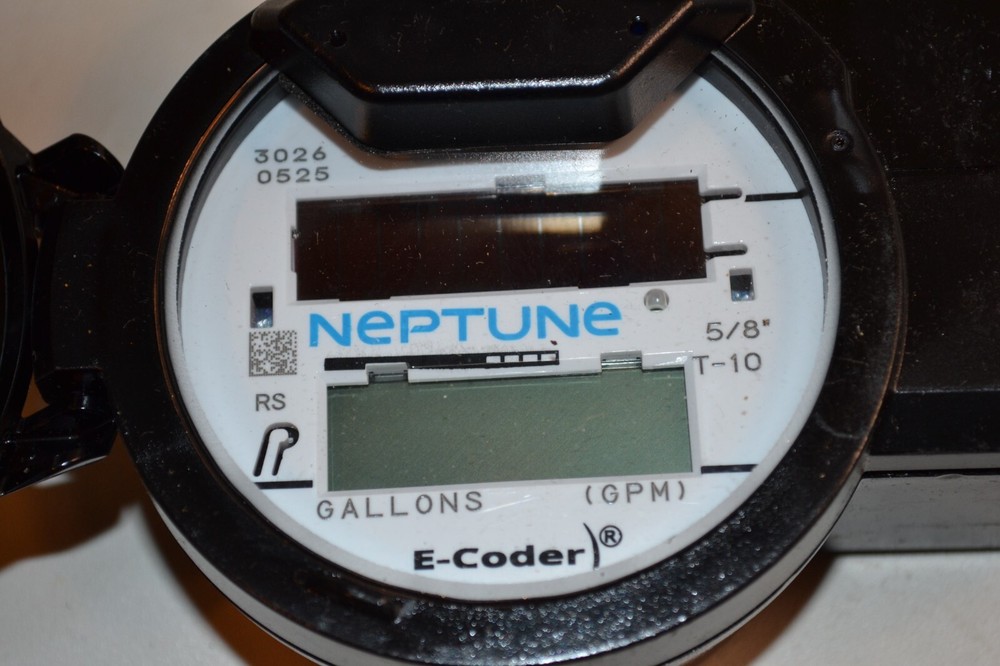 3026
0525
NEPTUNE
5/8"
T-10
RS
GALLONS (GPM)
E-Coder)®